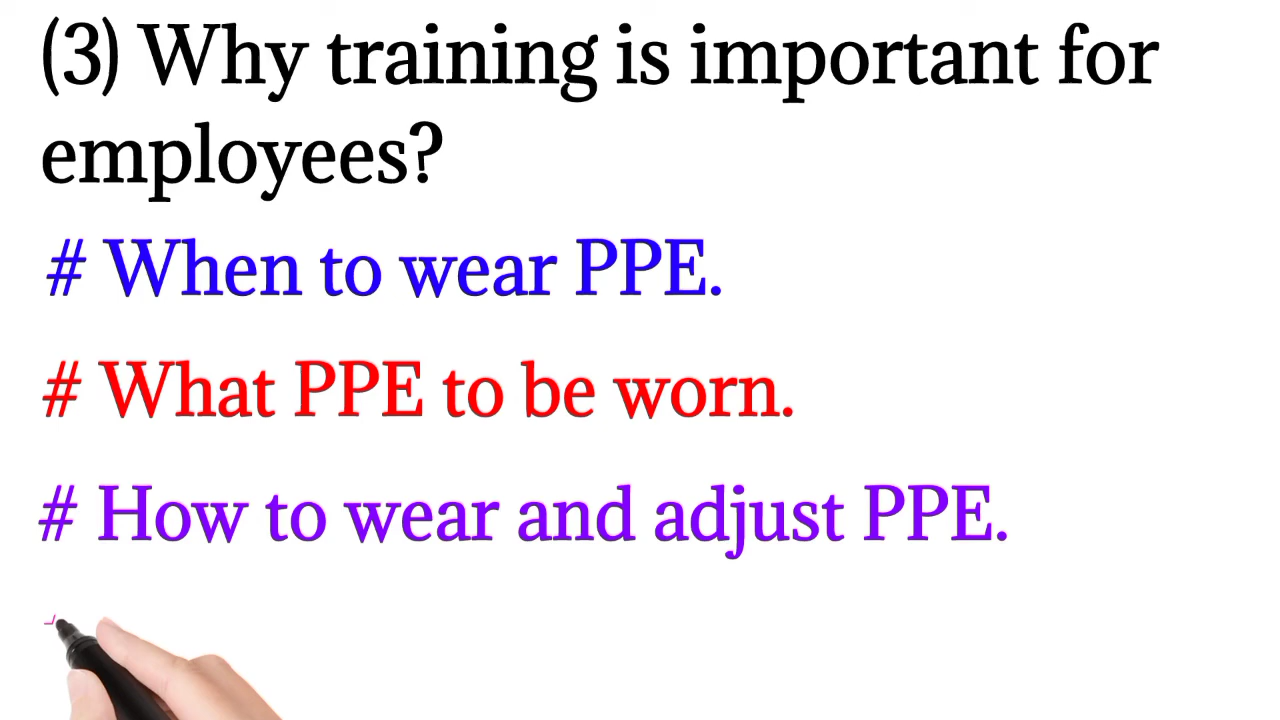 (3) Why training is important for
employees?
# When to wear PPE.
# What PPE to be worn.
# How to wear and adjust PPE.